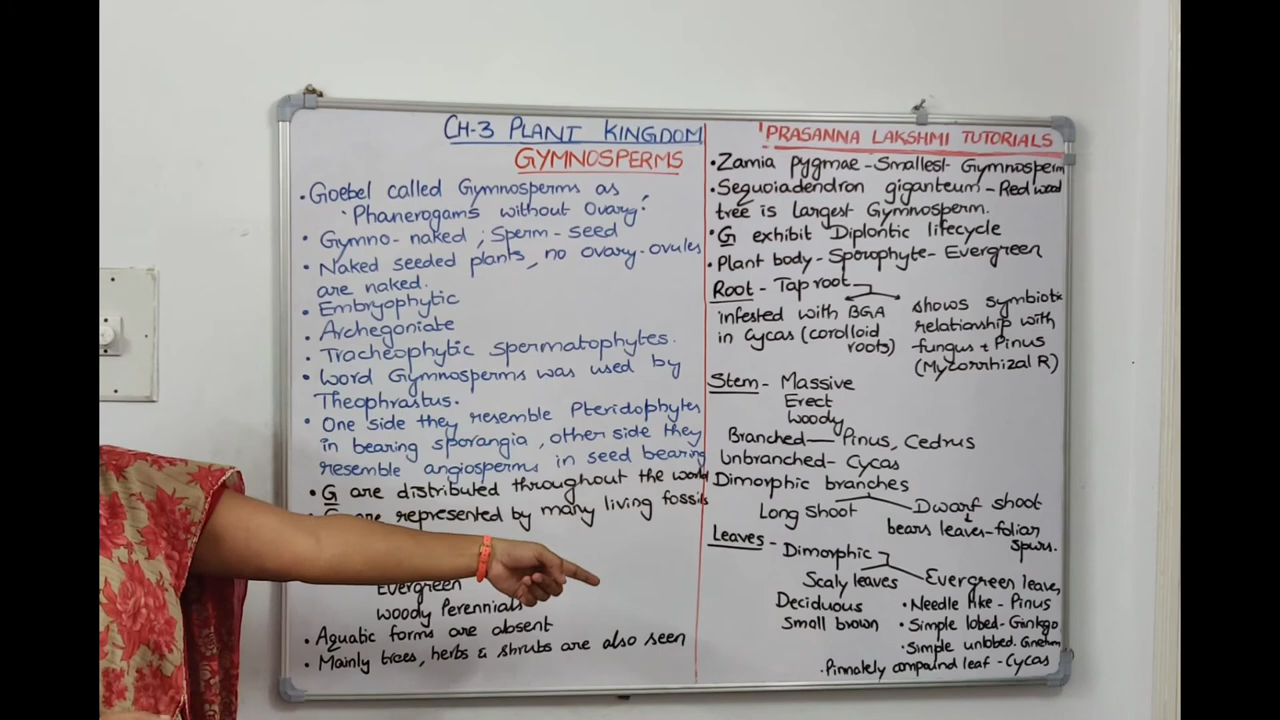 CH-3 PLANT KINGDOM
GYMNOSPERMS
• Goebel called Gymnosperms as
'Phanerogams without Ovary'.
• Gymno-naked ; Sperm-seed
• Naked seeded plants, no ovary-ovules
are naked.
• Embryophytic
• Archegoniate
• Tracheophytic spermatophytes.
• Word Gymnosperms was used by
Theophrastus.
• One side they resemble Pteridophytes
in bearing sporangia, other side they
resemble angiosperms in seed bearing
• G are distributed throughout the world
are represented by many living fossils
Evergreen
Woody Perennials
• Aquatic forms are absent
• Mainly trees, herbs & shrubs are also seen
'PRASANNA LAKSHMI TUTORIALS
• Zamia pygmae - Smallest Gymnosperm
• Sequoiadendron giganteum - Red wood
tree is largest Gymnosperm.
• G exhibit Diplontic lifecycle
• Plant body - Sporophyte - Evergreen
Root - Tap root
infested with BGA
in Cycas (corolloid
roots)
shows symbiotic
relationship with
fungus + Pinus
(Mycorrhizal R)
Stem - Massive
Erect
Woody
Branched - Pinus, Cedrus
Unbranched - Cycas
Dimorphic branches
Long Shoot
Dwarf shoot
bears leaves-foliar
spurs.
Leaves - Dimorphic
Scaly leaves
Deciduous
Small brown
Evergreen leaves
• Needle like - Pinus
• Simple lobed - Ginkgo
• Simple unlobed. Gnetum
• Pinnately compound leaf - Cycas